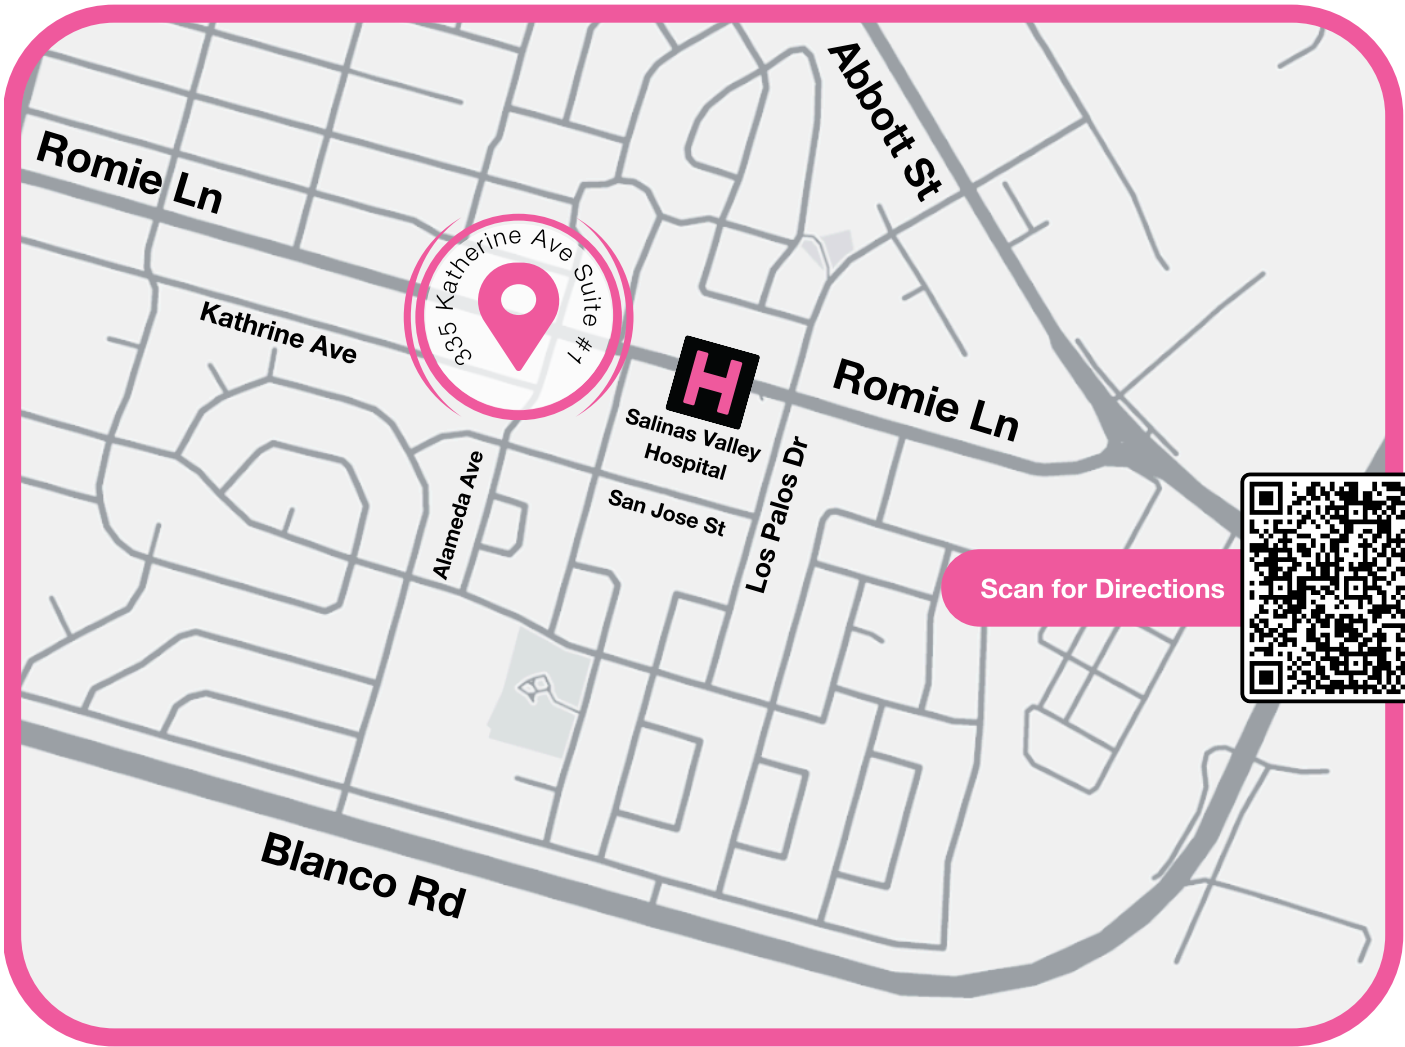 Abbott St
Romie Ln
335 Katherine Ave Suite #1
Kathrine Ave
H
Romie Ln
Salinas Valley
Hospital
Alameda Ave
San Jose St
Los Palos Dr
Scan for Directions
Blanco Rd